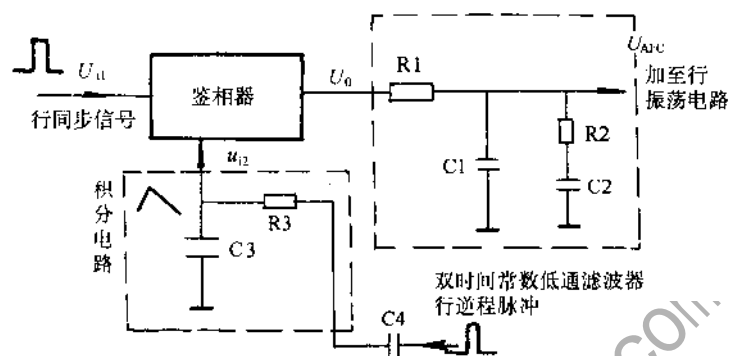 U_AFC
U_i1
鉴相器
U_0
R1
加至行
振荡电路
行同步信号
R2
u_i2
C1
C2
积分电路
R3
C3
双时间常数低通滤波器
行逆程脉冲
C4
.com